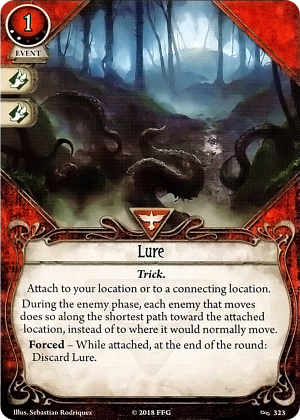 1
EVENT
Lure
Trick.
Attach to your location or to a connecting location.
During the enemy phase, each enemy that moves
does so along the shortest path toward the attached
location, instead of to where it would normally move.
Forced – While attached, at the end of the round:
Discard Lure.
Illus. Sebastian Rodriguez
© 2018 FFG
323